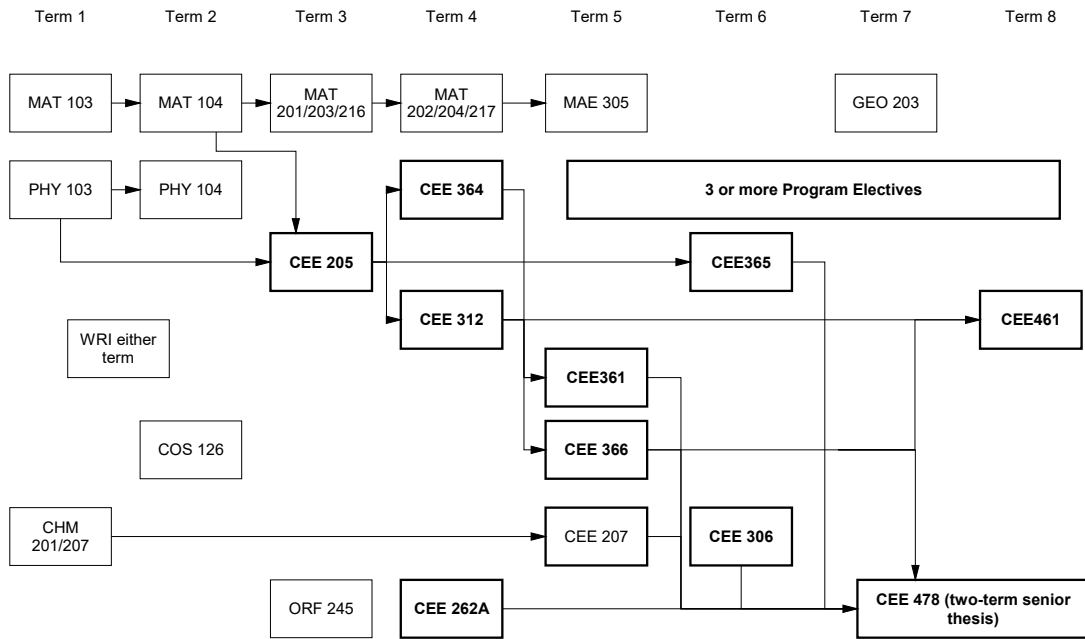 Term 1
Term 2
Term 3
Term 4
Term 5
Term 6
Term 7
Term 8
MAT 103
MAT 104
MAT
201/203/216
MAT
202/204/217
MAE 305
GEO 203
PHY 103
PHY 104
CEE 364
3 or more Program Electives
CEE 205
CEE365
CEE 312
CEE461
WRI either
term
CEE361
COS 126
CEE 366
CHM
201/207
CEE 207
CEE 306
ORF 245
CEE 262A
CEE 478 (two-term senior
thesis)